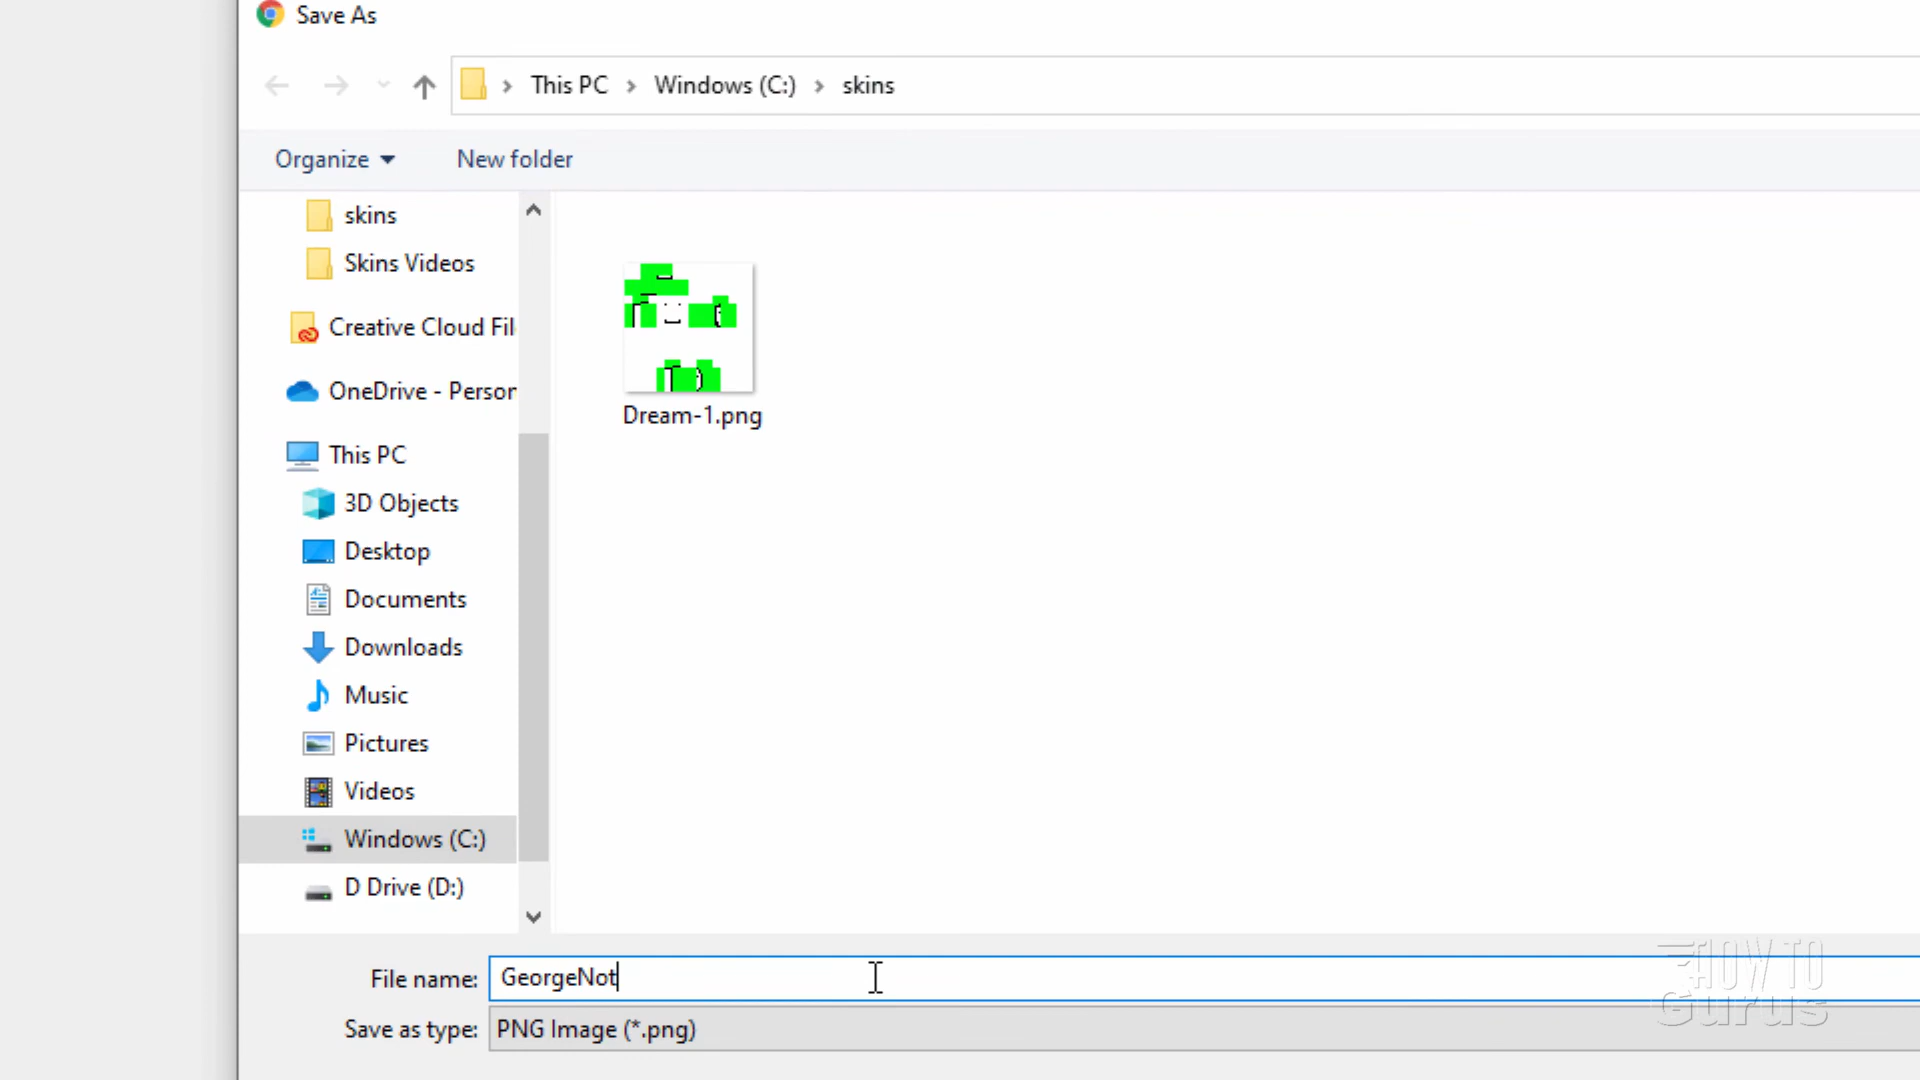 Save As
This PC > Windows (C:) > skins
Organize
New folder
skins
Skins Videos
Creative Cloud Fil
OneDrive - Person
This PC
3D Objects
Desktop
Documents
Downloads
Music
Pictures
Videos
Windows (C:)
D Drive (D:)
Dream-1.png
File name: GeorgeNot
Save as type: PNG Image (*.png)
HOW TO
Gurus